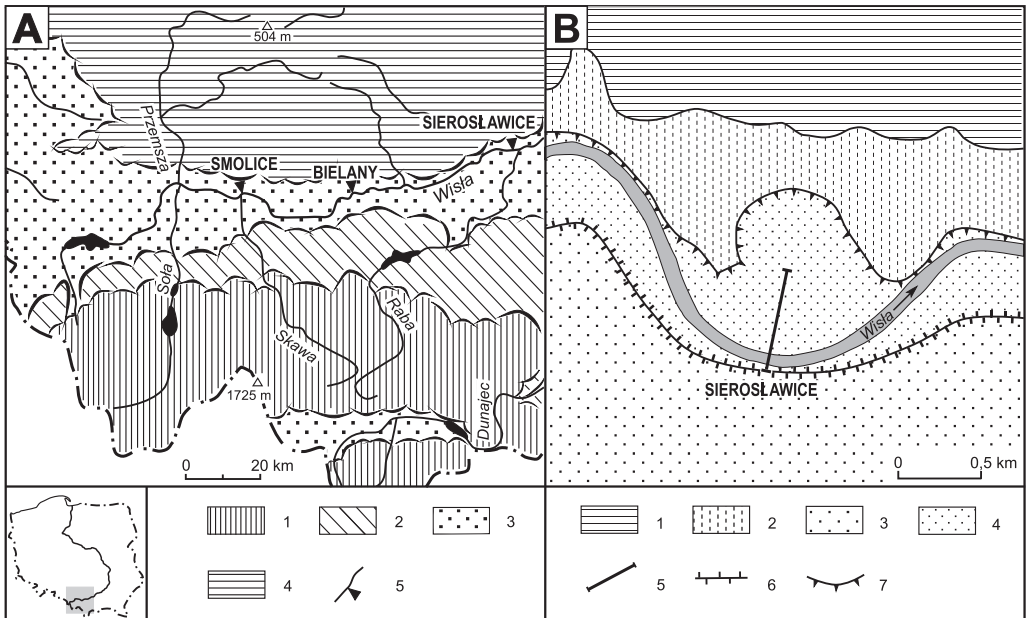 A
504 m
Przemsza
SIEROSŁAWICE
SMOLICE
BIELANY
Wisła
Soła
Raba
Skawa
1725 m
Dunajec
0 20 km
B
Wisła
SIEROSŁAWICE
0 0,5 km
1 2 3
4 5
1 2 3 4
5 6 7